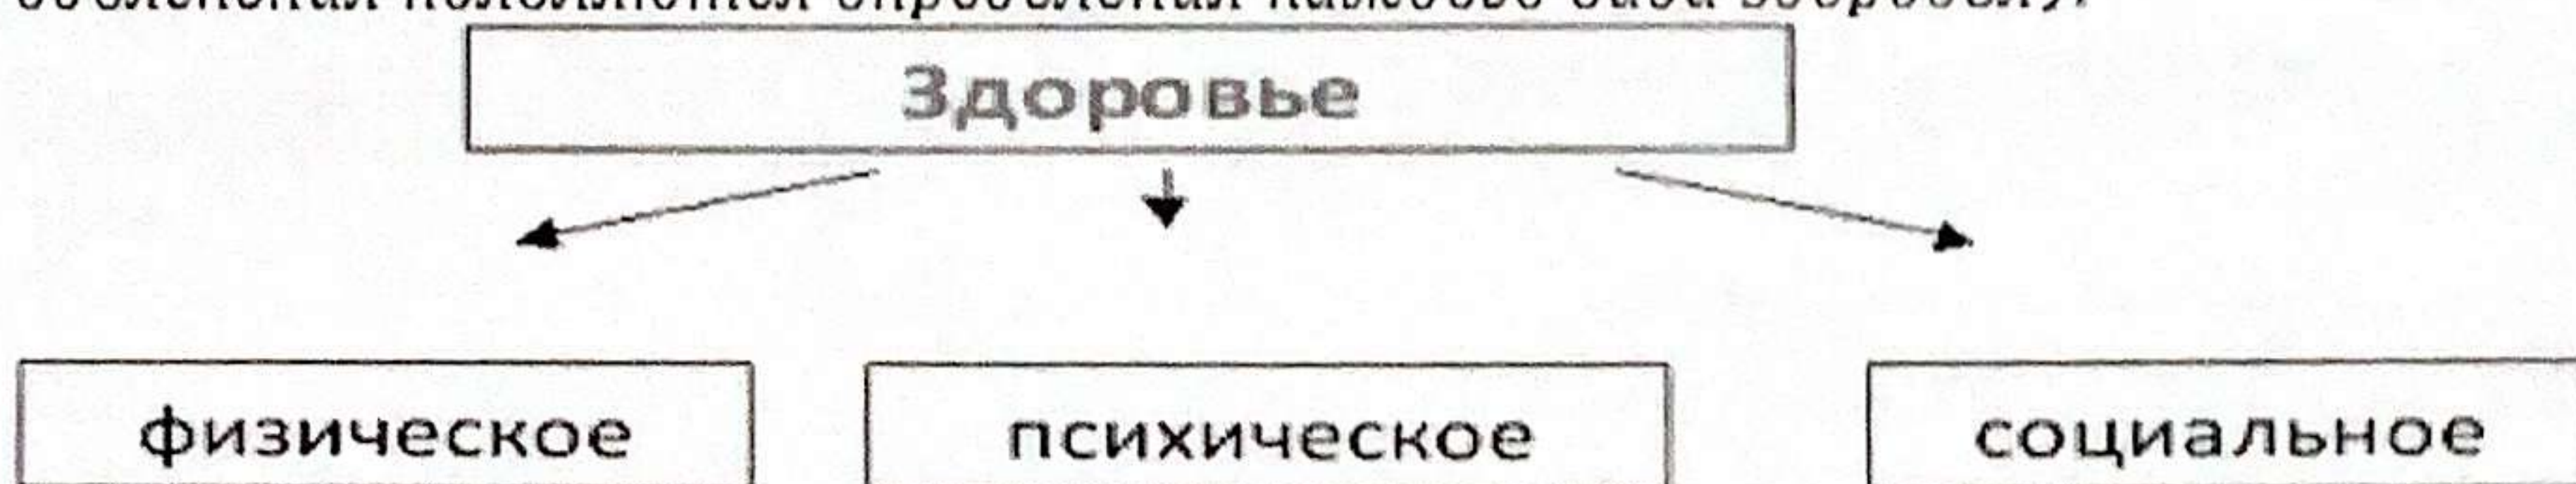 Здоровье
физическое психическое социальное